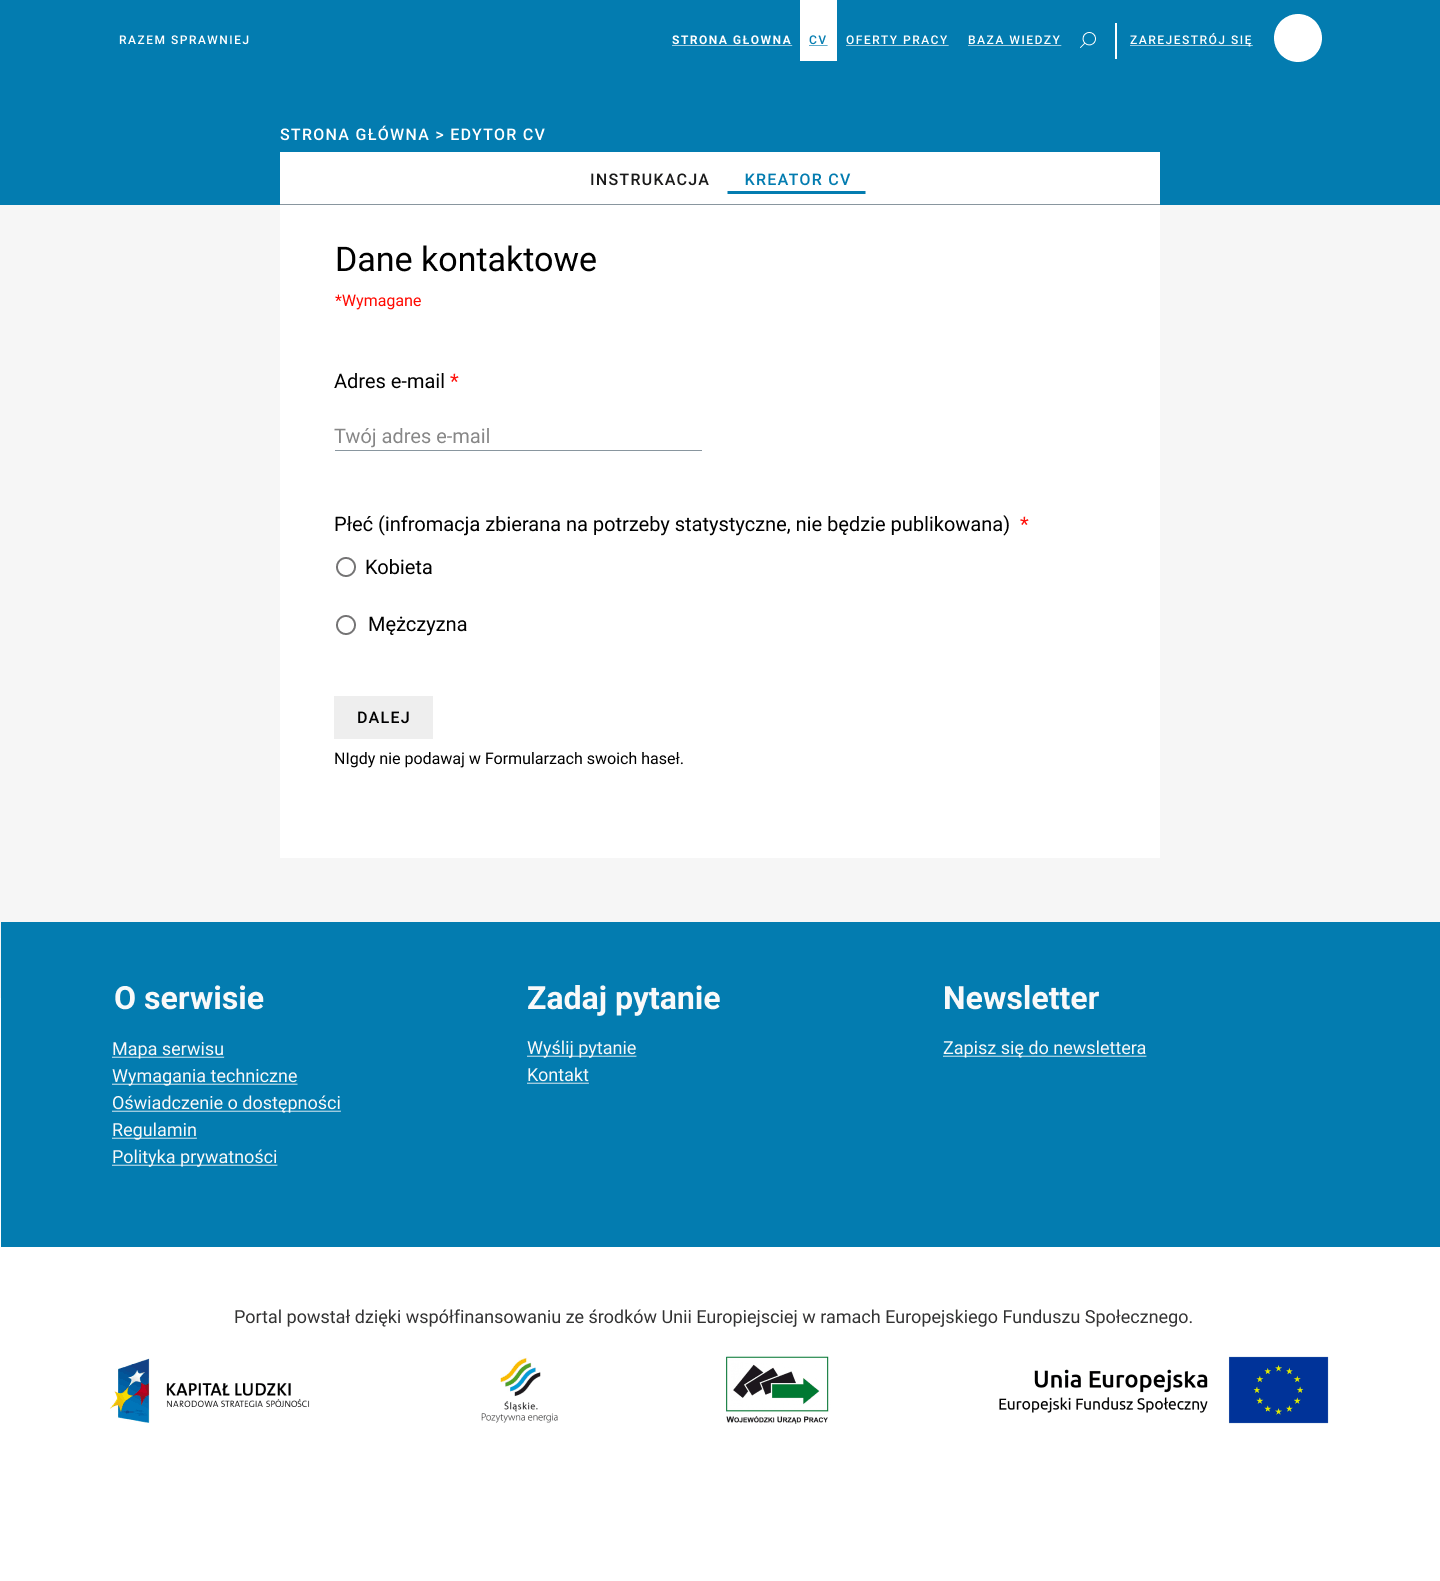 RAZEM SPRAWNIEJ
STRONA GŁOWNA CV OFERTY PRACY BAZA WIEDZY ZAREJESTRÓJ SIĘ
STRONA GŁÓWNA > EDYTOR CV
INSTRUKACJA KREATOR CV
Dane kontaktowe
*Wymagane
Adres e-mail *
Twój adres e-mail
Płeć (infromacja zbierana na potrzeby statystyczne, nie będzie publikowana) *
Kobieta
Mężczyzna
DALEJ
NIgdy nie podawaj w Formularzach swoich haseł.
O serwisie
Mapa serwisu
Wymagania techniczne
Oświadczenie o dostępności
Regulamin
Polityka prywatności
Zadaj pytanie
Wyślij pytanie
Kontakt
Newsletter
Zapisz się do newslettera
Portal powstał dzięki współfinansowaniu ze środków Unii Europiejsciej w ramach Europejskiego Funduszu Społecznego.
KAPITAŁ LUDZKI
NARODOWA STRATEGIA SPÓJNOŚCI
Śląskie.
Pozytywna energia
WOJEWÓDZKI URZĄD PRACY
Unia Europejska
Europejski Fundusz Społeczny